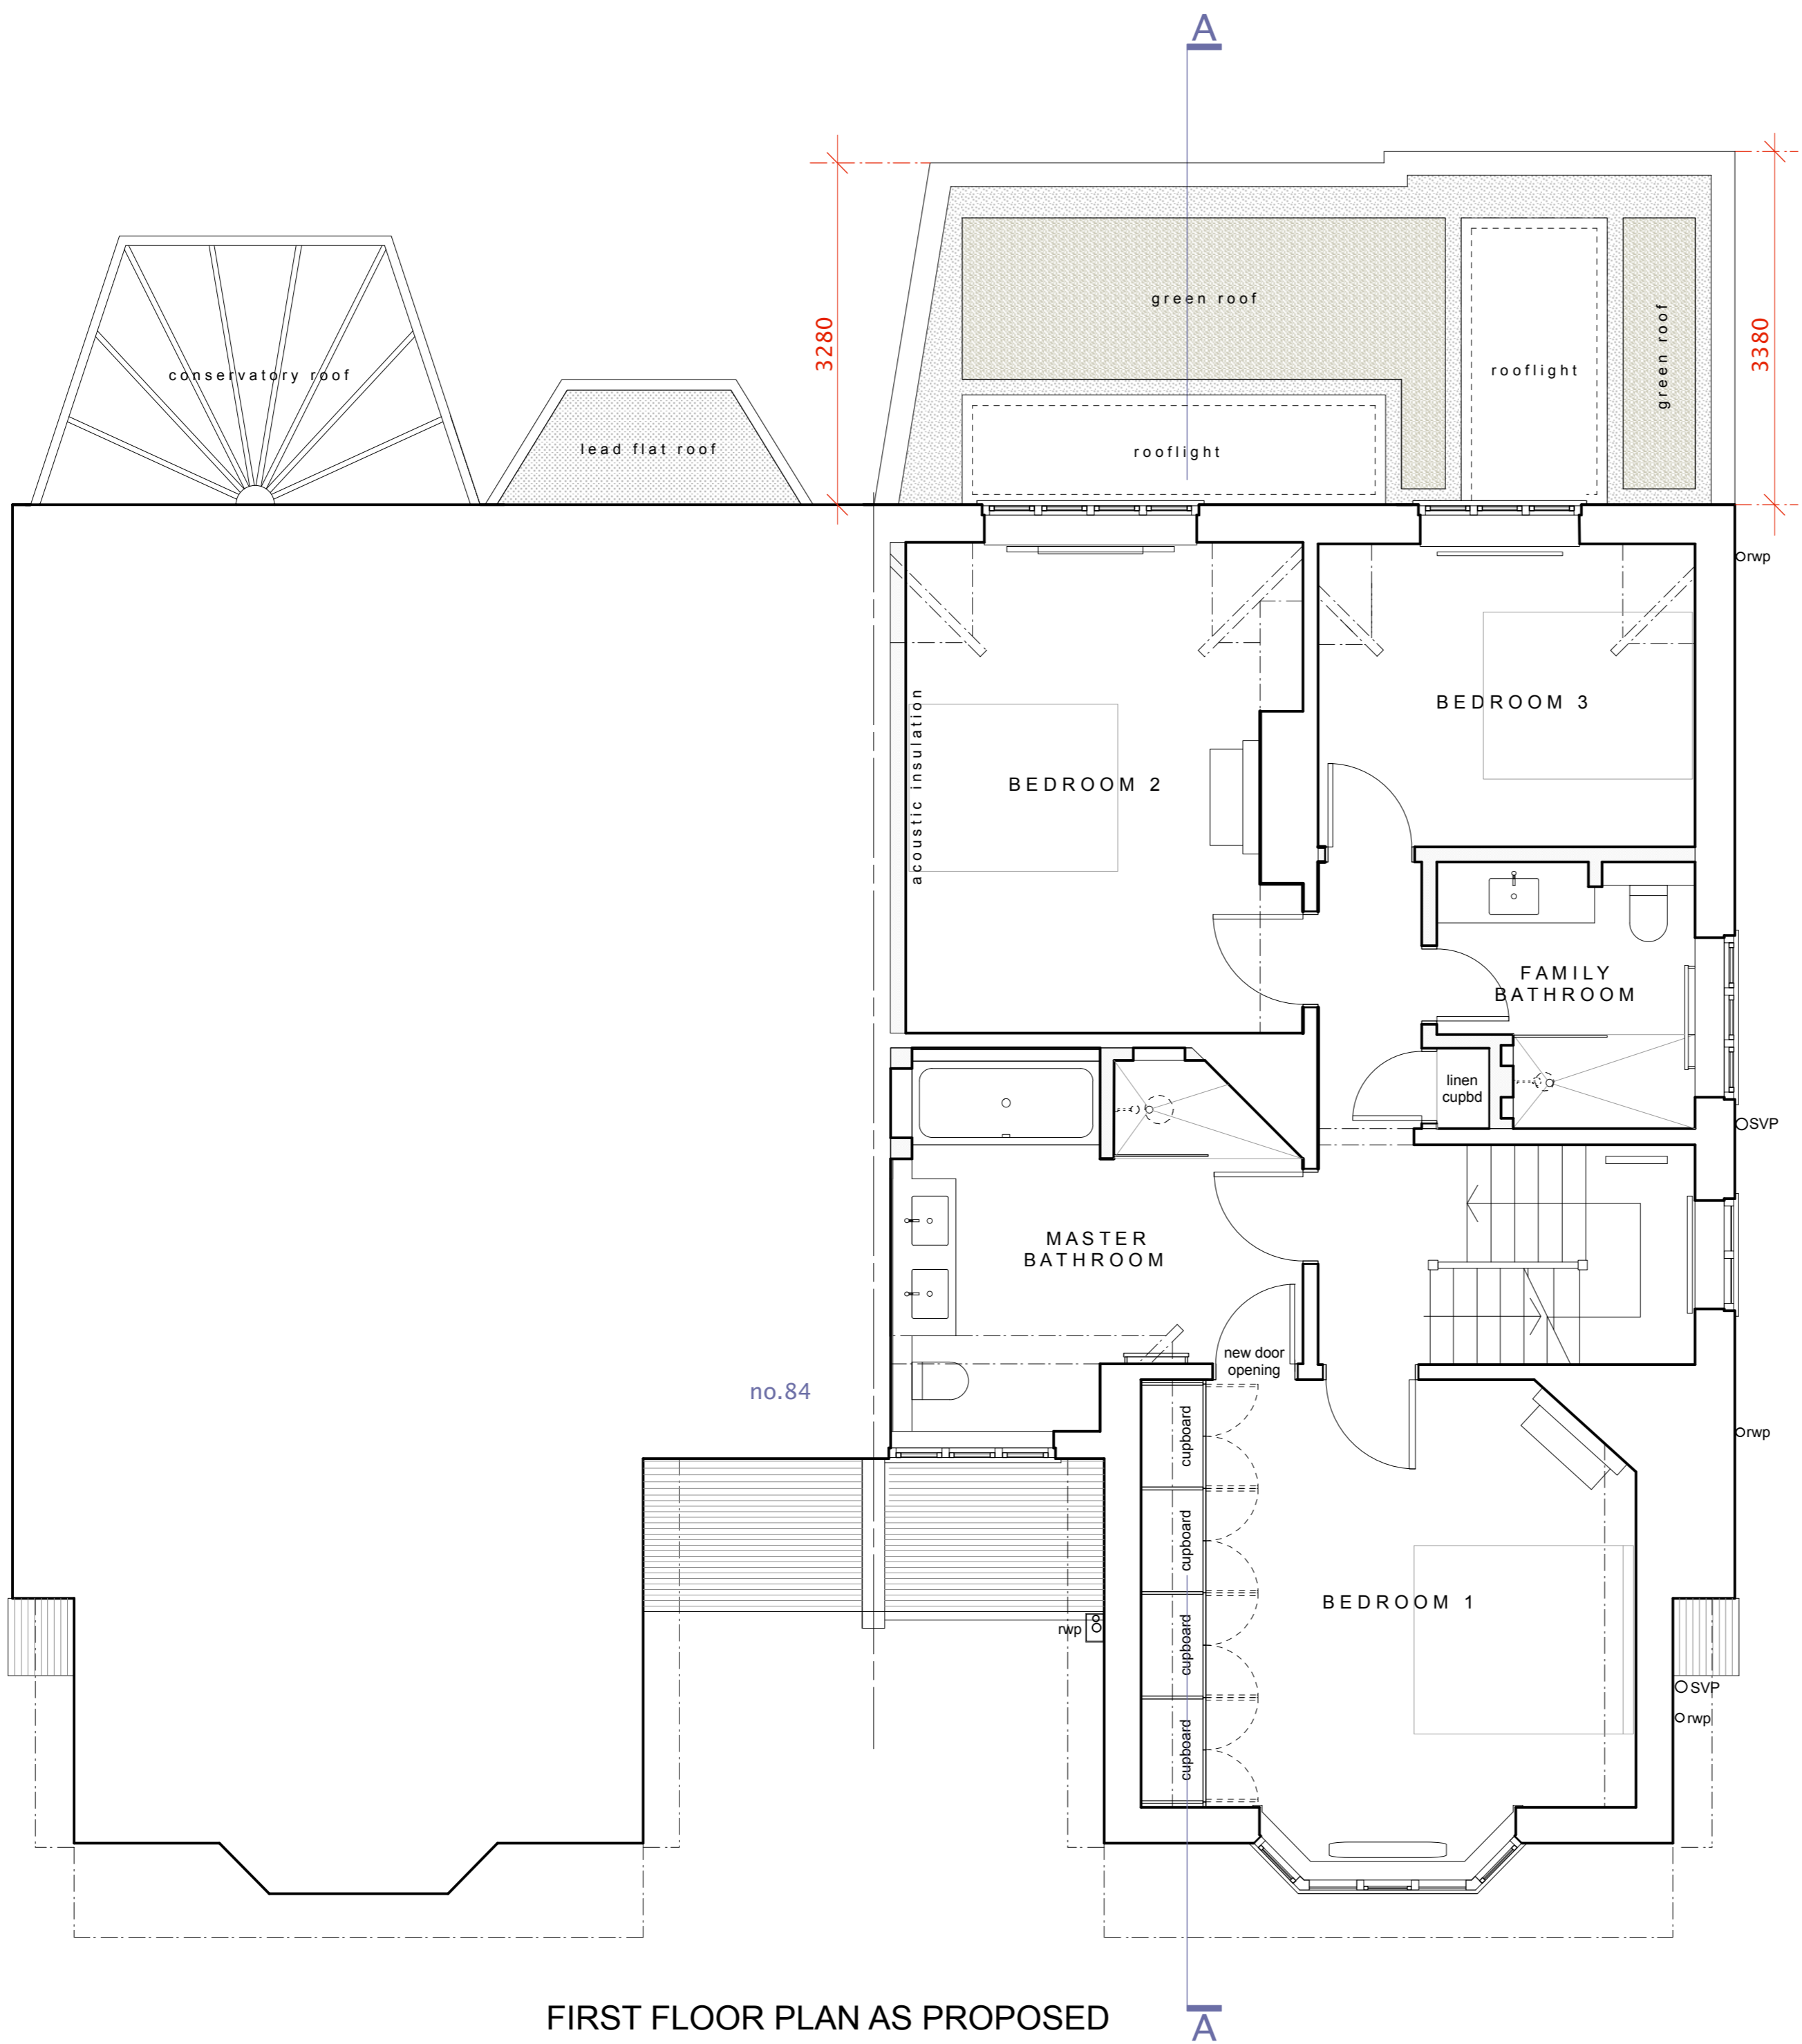 A
3280
3380
green roof
green roof
rooflight
conservatory roof
lead flat roof
rooflight
rwp
acoustic insulation
BEDROOM 3
BEDROOM 2
FAMILY
BATHROOM
linen
cupbd
SVP
MASTER
BATHROOM
new door
opening
no.84
cupboard
rwp
cupboard
BEDROOM 1
rwp
cupboard
SVP
rwp
cupboard
FIRST FLOOR PLAN AS PROPOSED
A